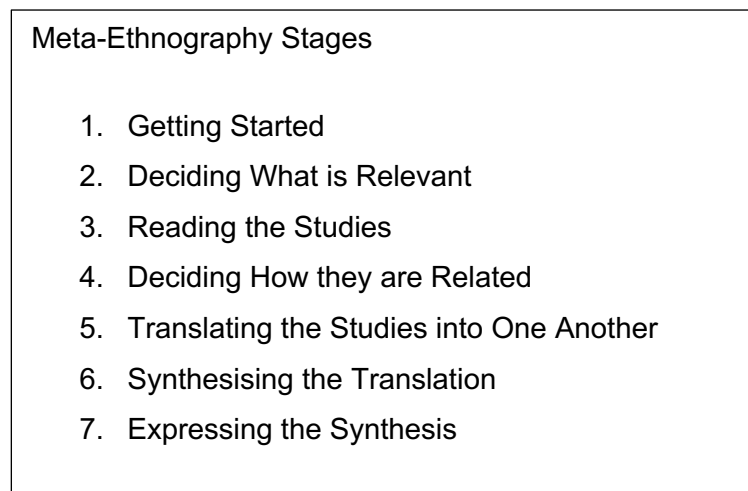 Meta-Ethnography Stages
1. Getting Started
2. Deciding What is Relevant
3. Reading the Studies
4. Deciding How they are Related
5. Translating the Studies into One Another
6. Synthesising the Translation
7. Expressing the Synthesis